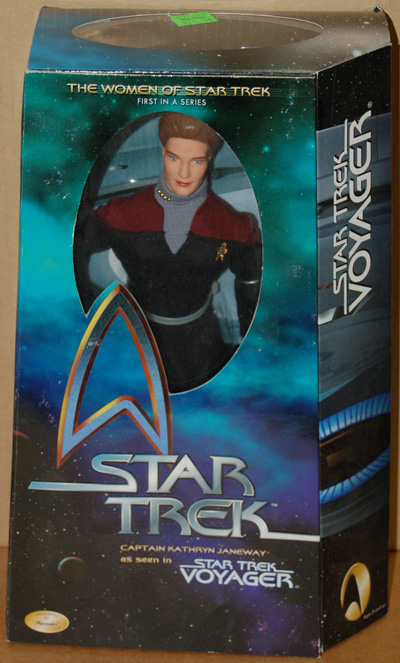 THE WOMEN OF STAR TREK
FIRST IN A SERIES
STAR
TREK™
CAPTAIN KATHRYN JANEWAY
as seen in
STAR TREK
VOYAGER®
STAR TREK
VOYAGER®